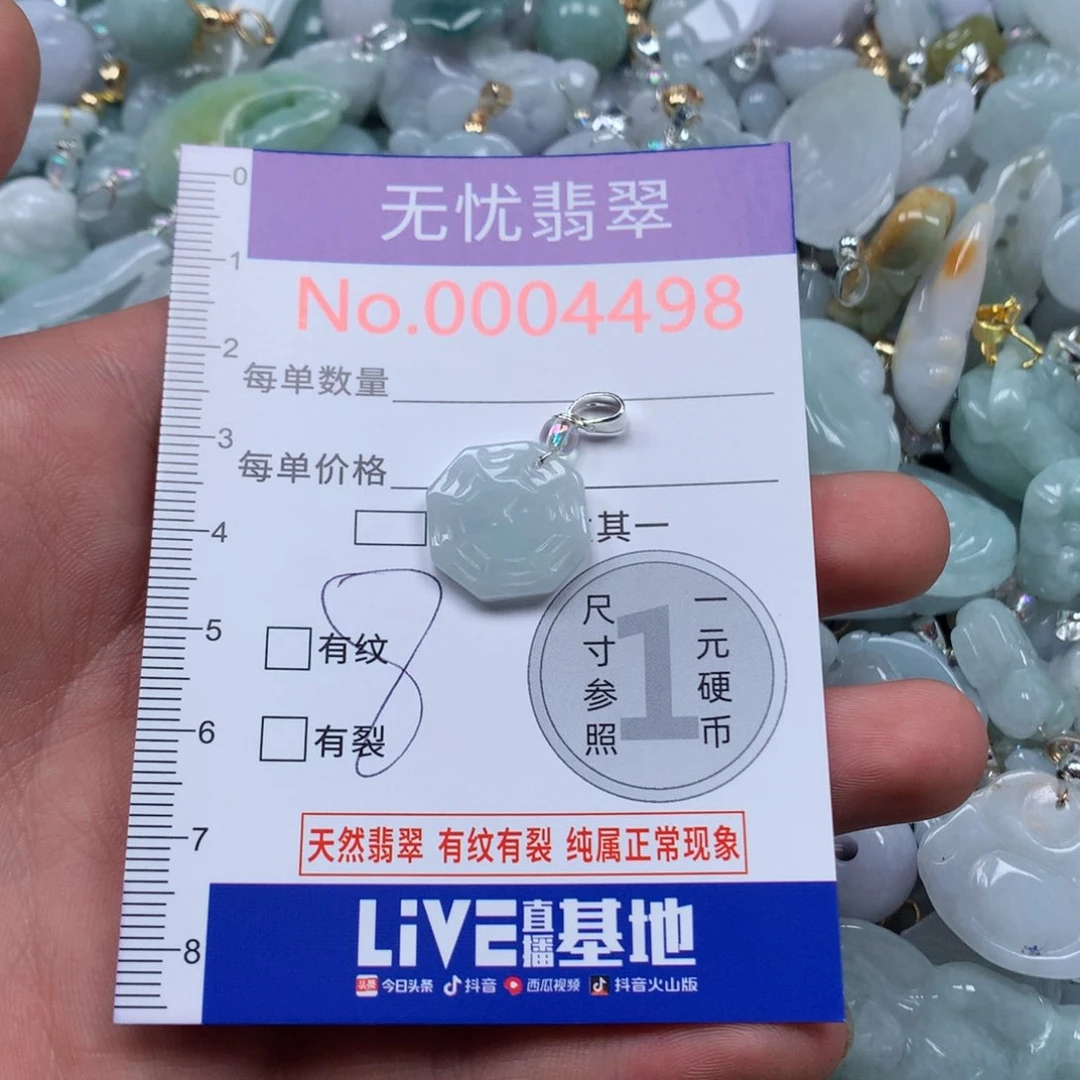 无忧翡翠
No.0004498
每单数量
每单价格
其一
有纹
有裂
8
尺寸参照
1
一元硬币
天然翡翠 有纹有裂 纯属正常现象
LiVE直播基地
头条 今日头条 抖音 西瓜视频 抖音火山版
0
1
2
3
4
5
6
7
8